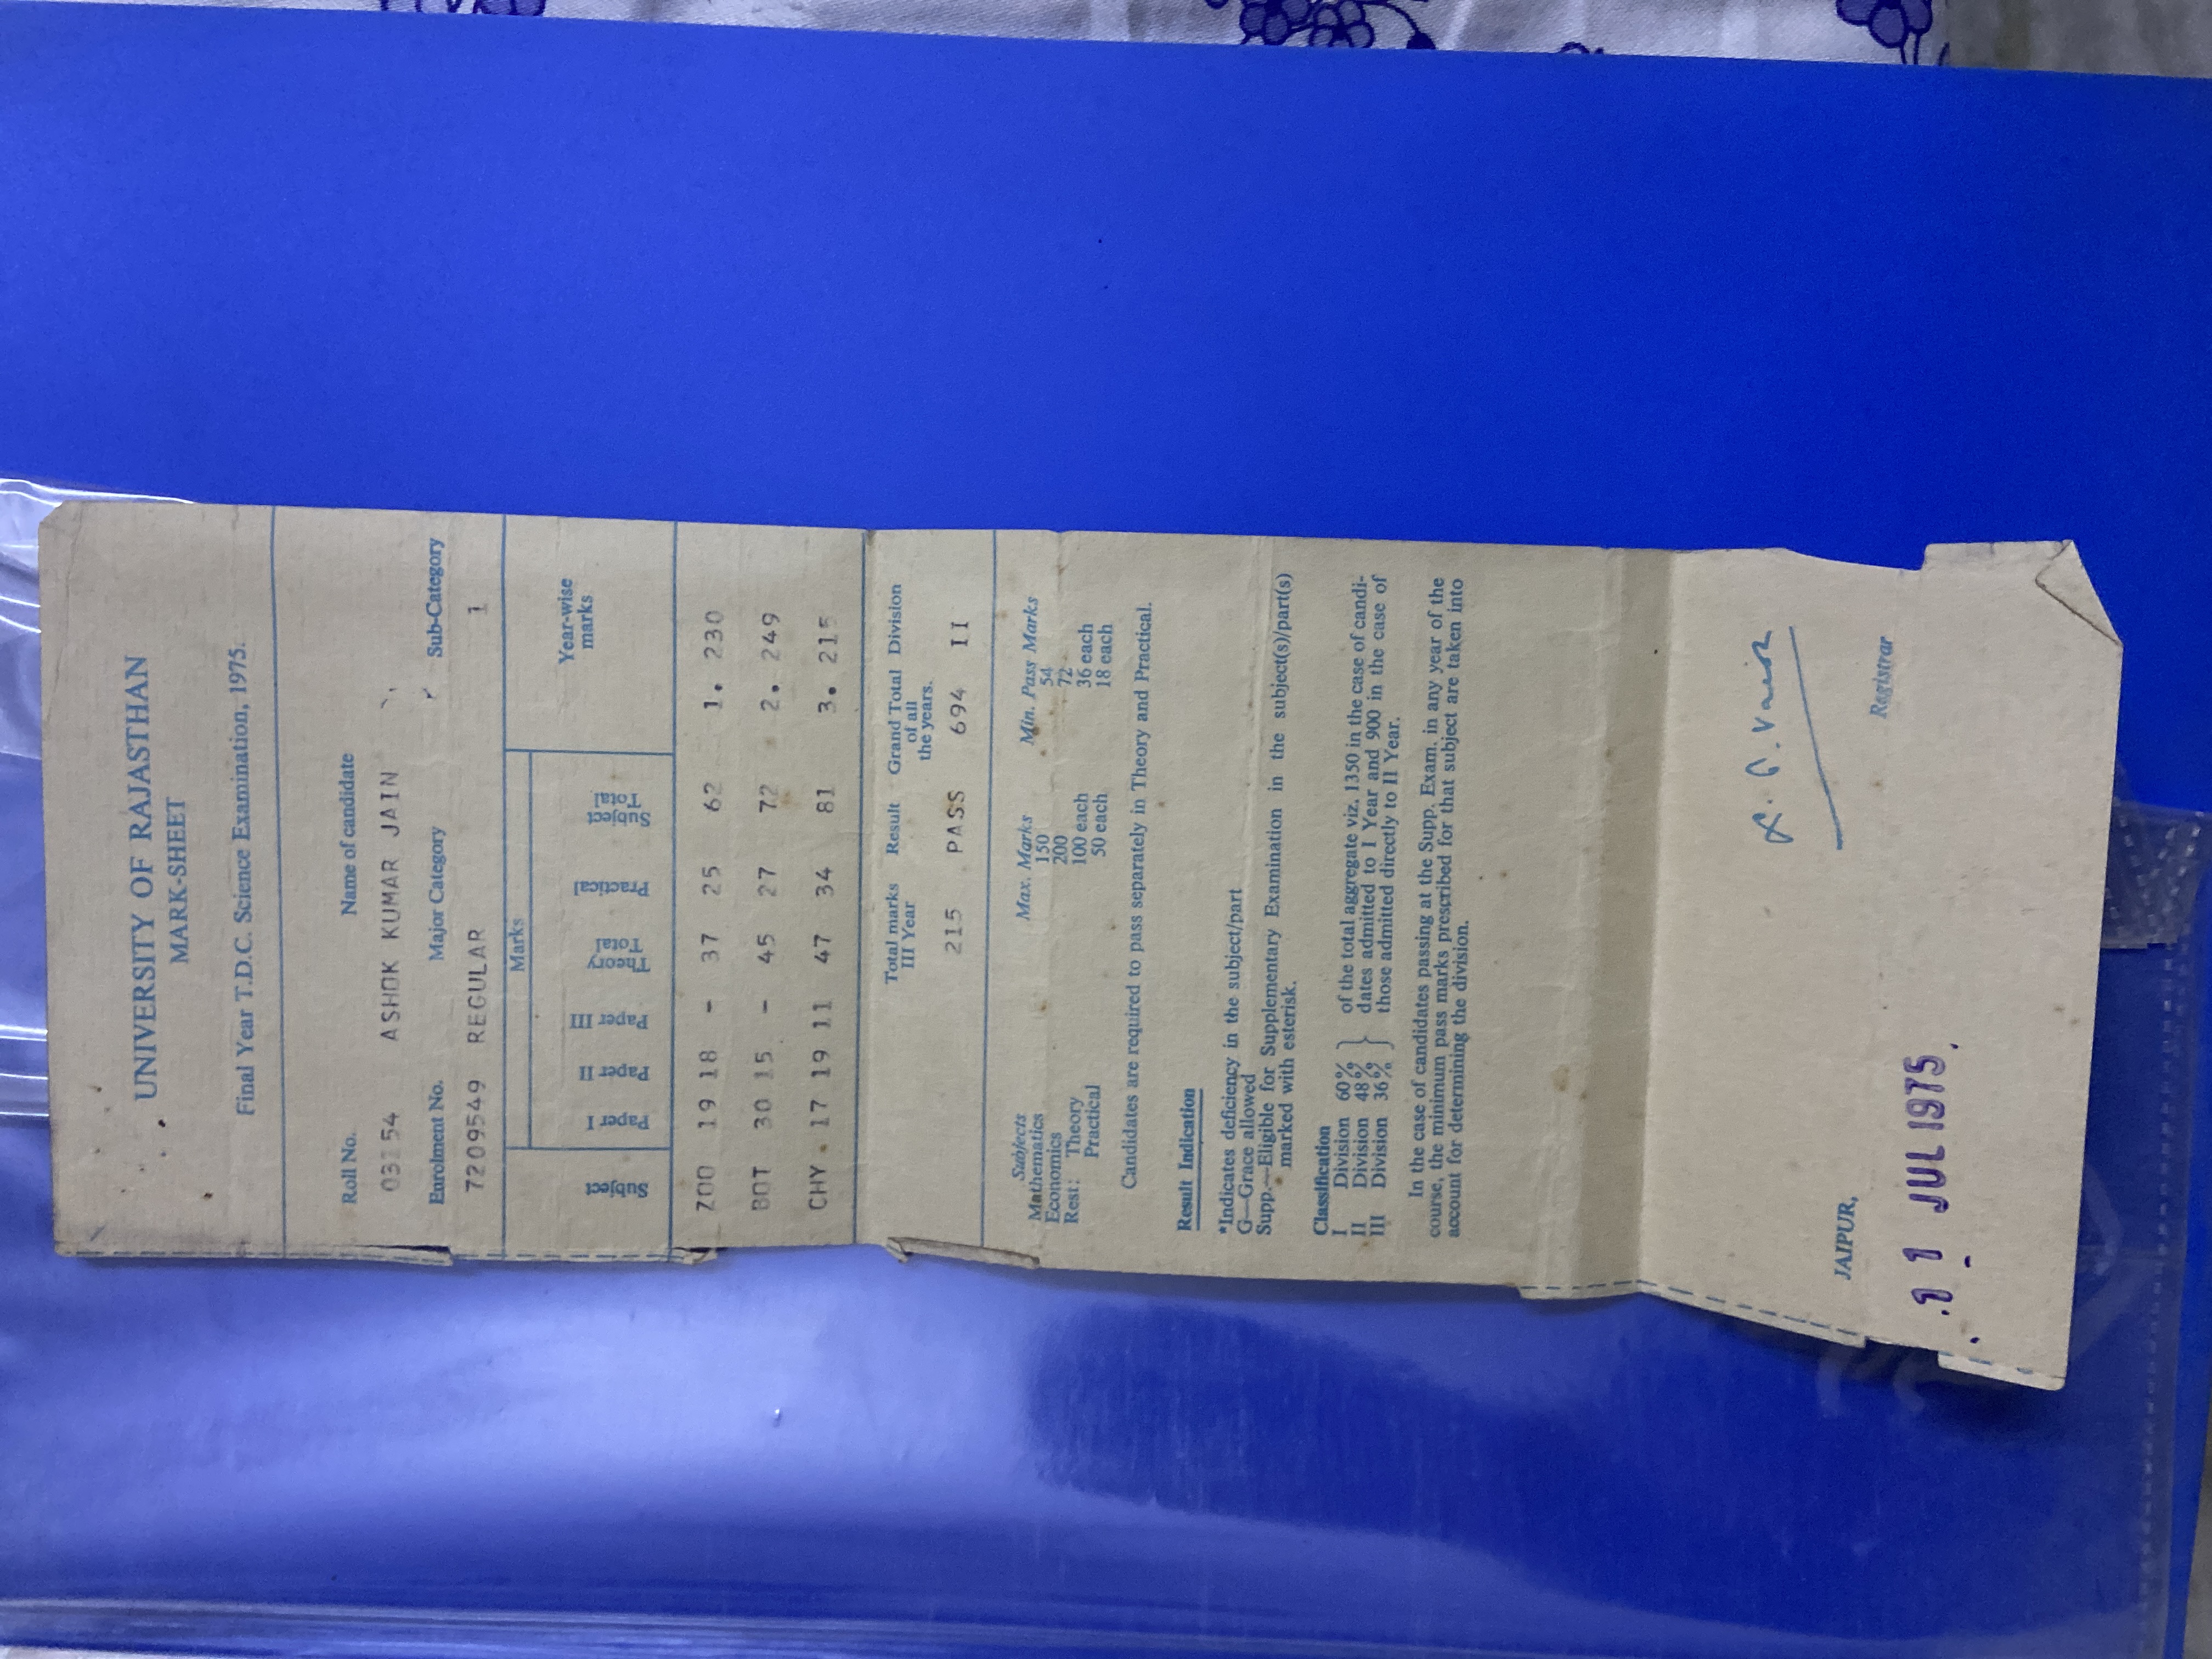 UNIVERSITY OF RAJASTHAN
MARK-SHEET
Final Year T.D.C. Science Examination, 1975.
Roll No. Name of candidate
03154 ASHOK KUMAR JAIN
Enrolment No. Major Category Sub-Category
7209549 REGULAR 1
Subject Marks Year-wise marks
Paper I Paper II Paper III Theory Total Practical Subject Total
ZOO 19 18 - 37 25 62 1. 230
BOT 30 15 - 45 27 72 2. 249
CHY 17 19 11 47 34 81 3. 215
Total marks III Year Result Grand Total of all the years. Division
215 PASS 694 II
Subjects Max. Marks Min. Pass Marks
Mathematics 150 54
Economics 200 72
Rest: Theory 100 each 36 each
Practical 50 each 18 each
Candidates are required to pass separately in Theory and Practical.
Result Indication
*Indicates deficiency in the subject/part
G—Grace allowed
Supp.—Eligible for Supplementary Examination in the subject(s)/part(s)
marked with esterisk.
Classification
I Division 60% } of the total aggregate viz. 1350 in the case of candi-
II Division 48% dates admitted to I Year and 900 in the case of
III Division 36% } those admitted directly to II Year.
In the case of candidates passing at the Supp. Exam. in any year of the
course, the minimum pass marks prescribed for that subject are taken into
account for determining the division.
JAIPUR,
Registrar
JUL 1975